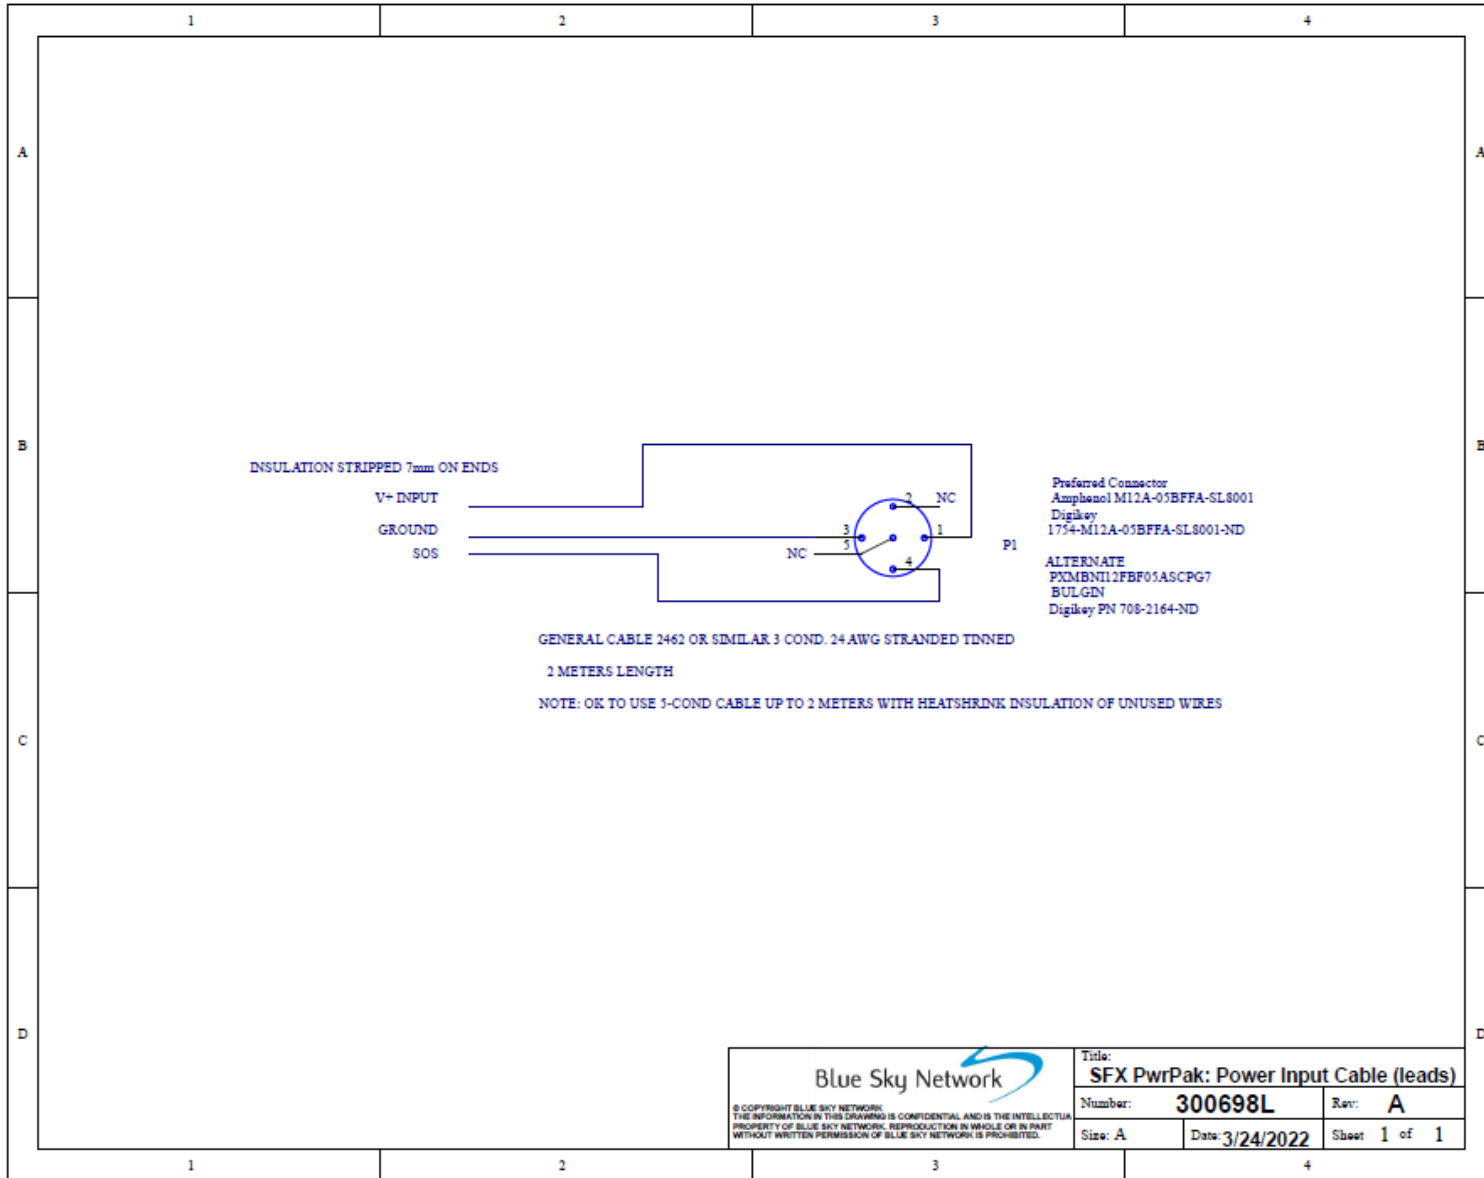 1 2 3 4
A A
B B
C C
D D
INSULATION STRIPPED 7mm ON ENDS
V+ INPUT
GROUND
SOS
2 NC
3 1
5
NC
4
P1
Preferred Connector
Amphenol M12A-05BFFA-SL8001
Digikey
1754-M12A-05BFFA-SL8001-ND
ALTERNATE
PXMBNI12FBF05ASCPG7
BULGIN
Digikey PN 708-2164-ND
GENERAL CABLE 2462 OR SIMILAR 3 COND. 24 AWG STRANDED TINNED
2 METERS LENGTH
NOTE: OK TO USE 5-COND CABLE UP TO 2 METERS WITH HEATSHRINK INSULATION OF UNUSED WIRES
Blue Sky Network
© COPYRIGHT BLUE SKY NETWORK
THE INFORMATION IN THIS DRAWING IS CONFIDENTIAL AND IS THE INTELLECTUA
PROPERTY OF BLUE SKY NETWORK. REPRODUCTION IN WHOLE OR IN PART
WITHOUT WRITTEN PERMISSION OF BLUE SKY NETWORK IS PROHIBITED.
Title:
SFX PwrPak: Power Input Cable (leads)
Number: 300698L Rev: A
Size: A Date: 3/24/2022 Sheet 1 of 1
1 2 3 4